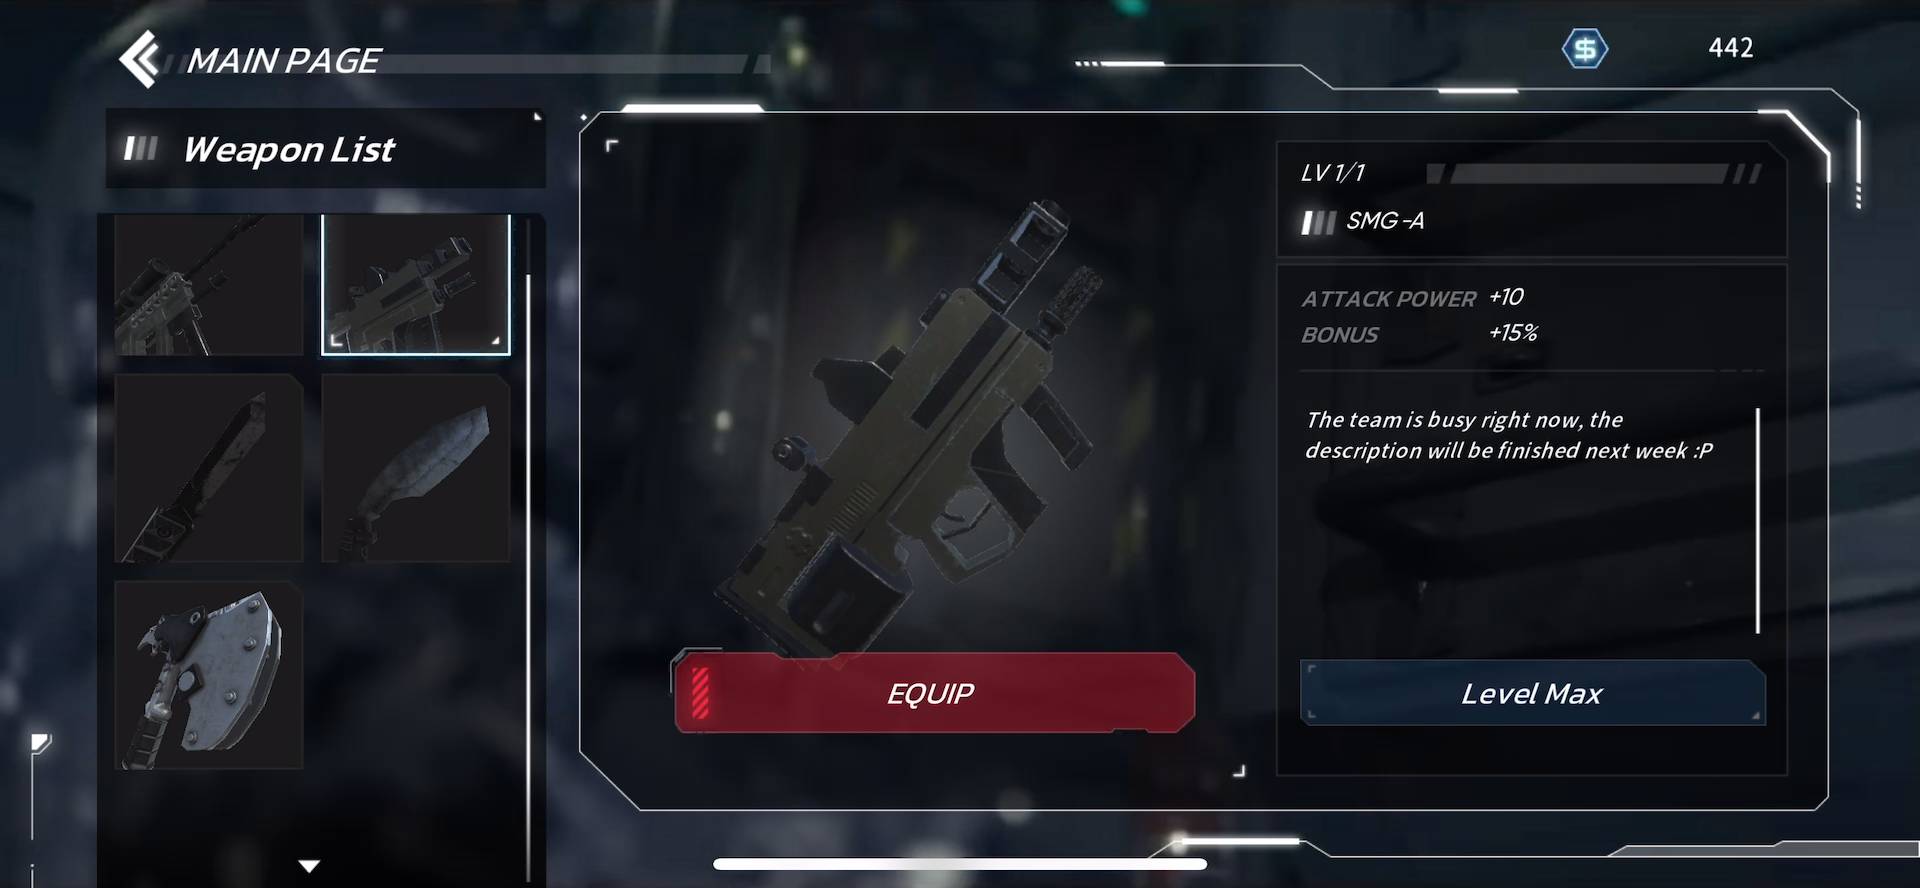 MAIN PAGE
442
Weapon List
LV 1/1
SMG-A
ATTACK POWER +10
BONUS +15%
The team is busy right now, the
description will be finished next week :P
EQUIP
Level Max